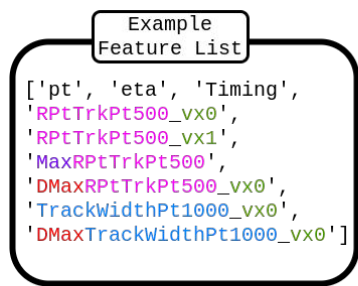 Example
Feature List
['pt', 'eta', 'Timing',
'RPtTrkPt500_vx0',
'RPtTrkPt500_vx1',
'MaxRPtTrkPt500',
'DMaxRPtTrkPt500_vx0',
'TrackWidthPt1000_vx0',
'DMaxTrackWidthPt1000_vx0']